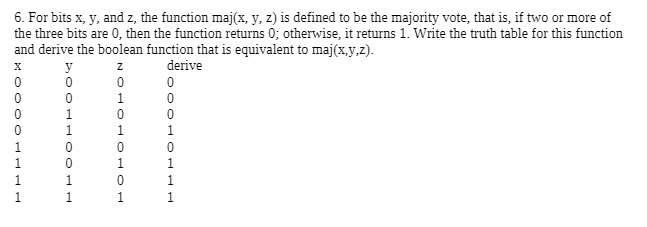 6. For bits x, y, and z, the function maj(x, y, z) is defined to be the majority vote, that is, if two or more of
the three bits are 0, then the function returns 0; otherwise, it returns 1. Write the truth table for this function
and derive the boolean function that is equivalent to maj(x,y,z).
x y z derive
0 0 0 0
0 0 1 0
0 1 0 0
0 1 1 1
1 0 0 0
1 0 1 1
1 1 0 1
1 1 1 1